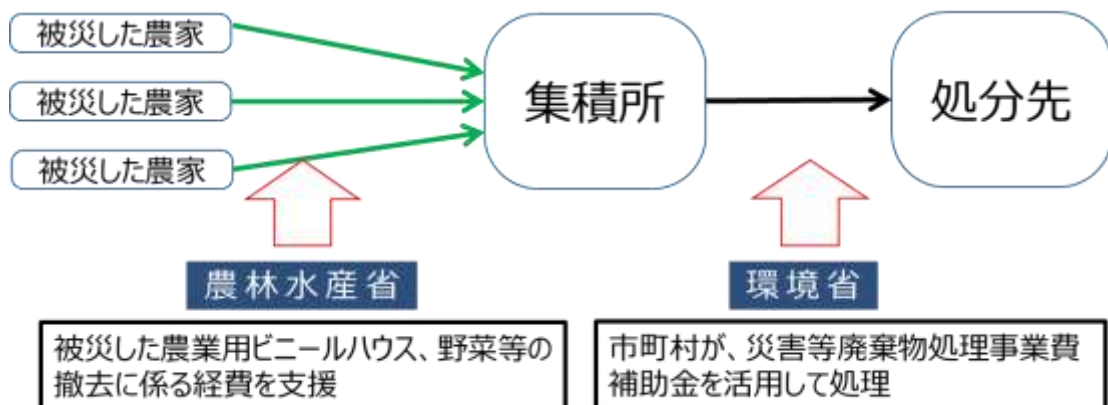 被災した農家
被災した農家
被災した農家
集積所
処分先
農林水産省
環境省
被災した農業用ビニールハウス、野菜等の
撤去に係る経費を支援
市町村が、災害等廃棄物処理事業費
補助金を活用して処理